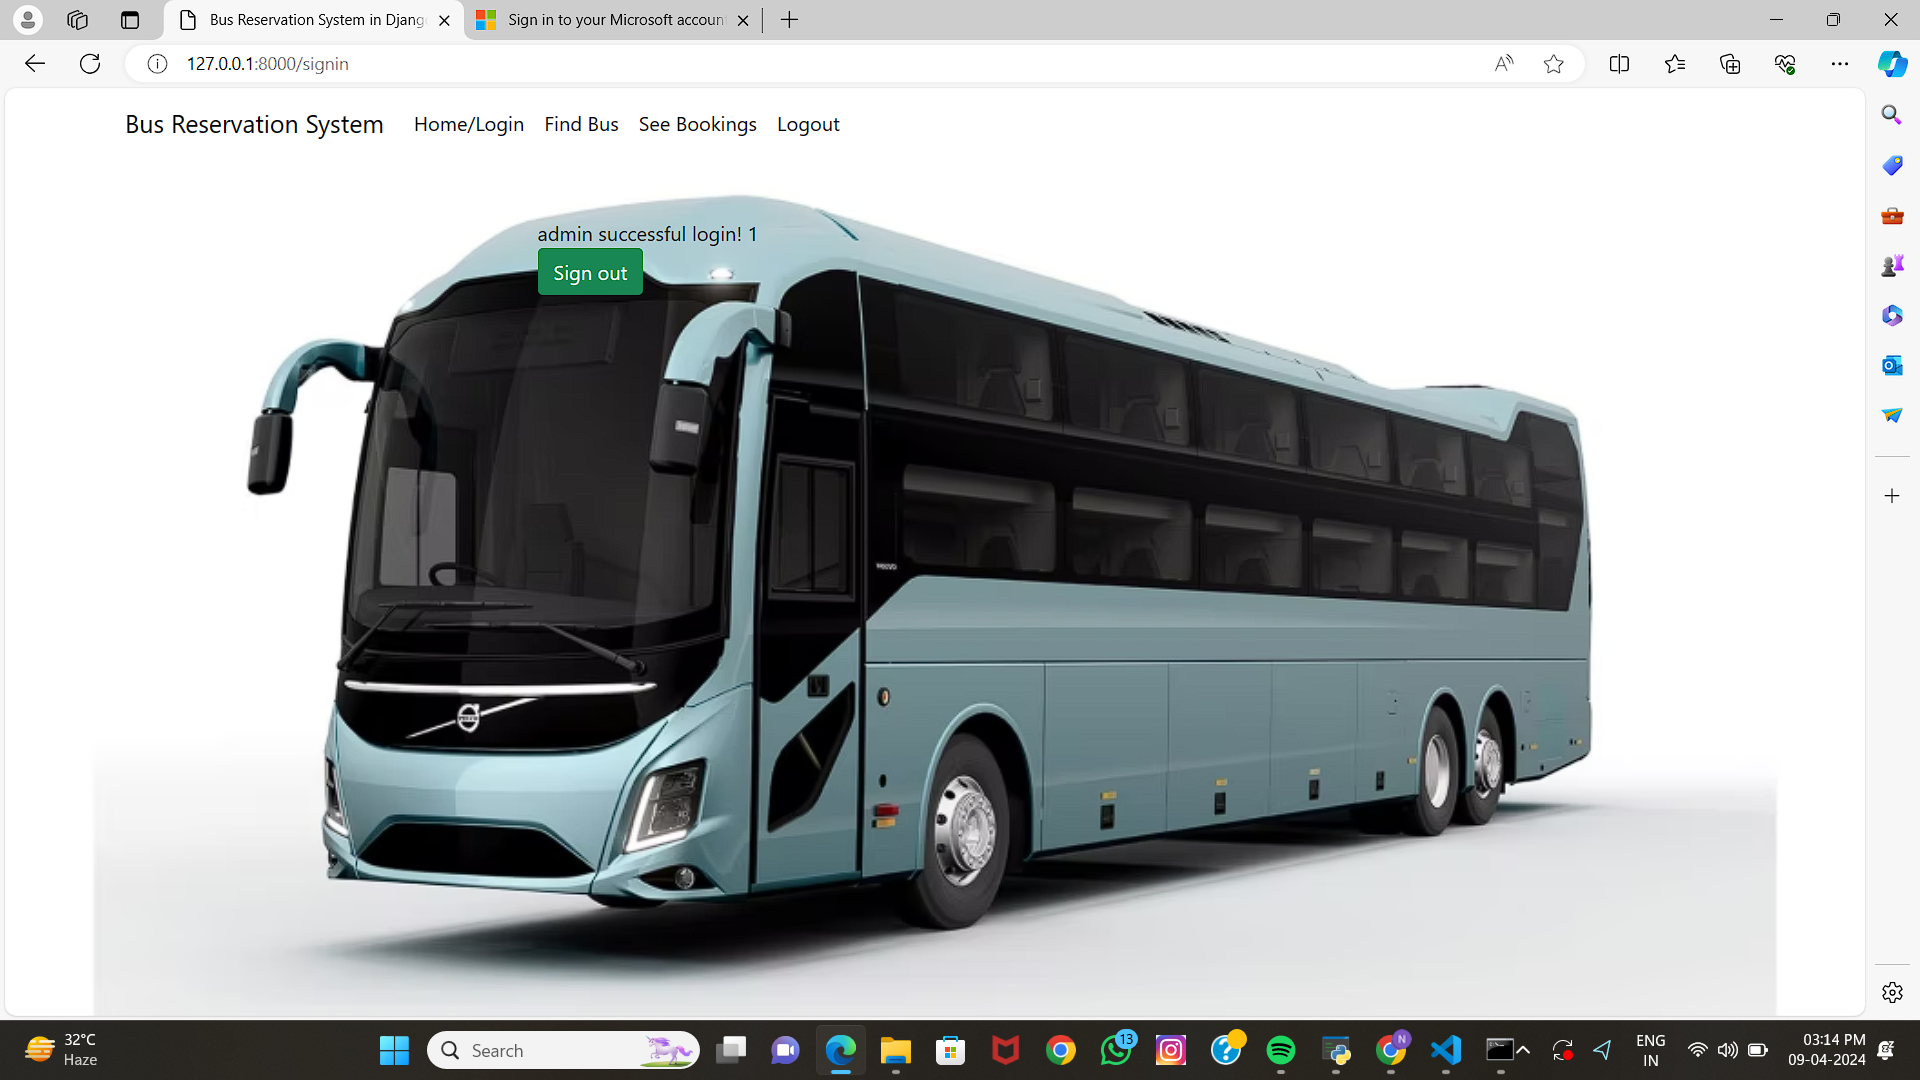 Bus Reservation System in Djang
Sign in to your Microsoft accoun
127.0.0.1:8000/signin
Bus Reservation System
Home/Login
Find Bus
See Bookings
Logout
admin successful login! 1
Sign out
32°C
Haze
Search
13
N
ENG
IN
03:14 PM
09-04-2024